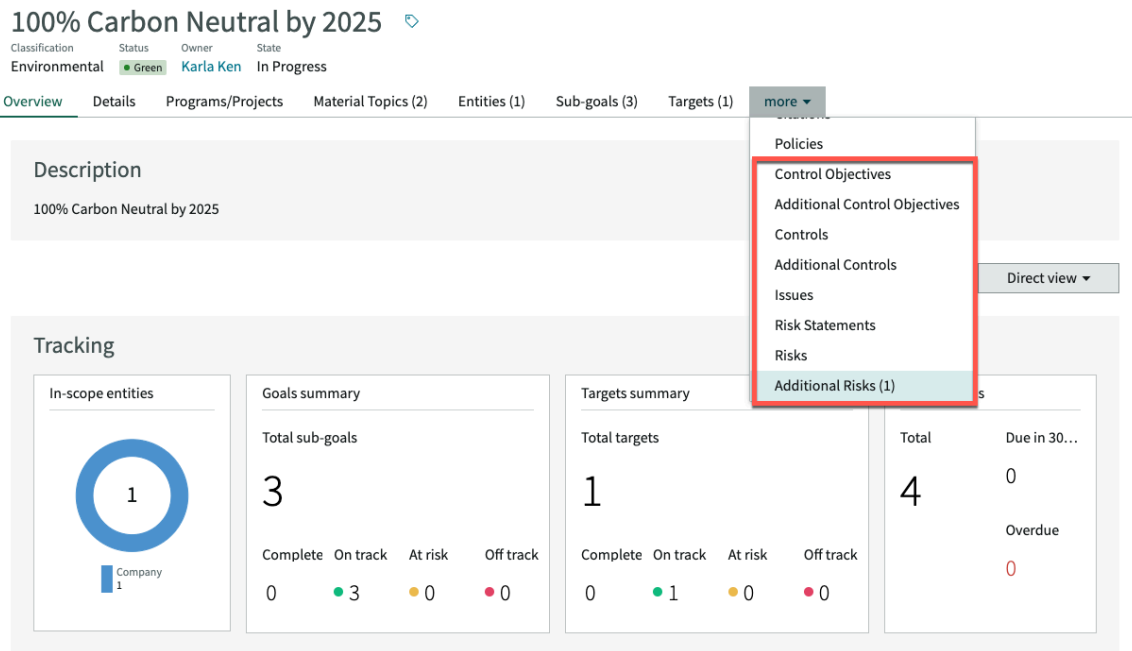 100% Carbon Neutral by 2025
Classification Status Owner State
Environmental Green Karla Ken In Progress
Overview Details Programs/Projects Material Topics (2) Entities (1) Sub-goals (3) Targets (1) more
Policies
Control Objectives
Additional Control Objectives
Controls
Additional Controls
Issues
Risk Statements
Risks
Additional Risks (1)
Description
100% Carbon Neutral by 2025
Direct view
Tracking
In-scope entities
1
Company
1
Goals summary
Total sub-goals
3
Complete On track At risk Off track
0 3 0 0
Targets summary
Total targets
1
Complete On track At risk Off track
0 1 0 0
Total Due in 30...
4 0
Overdue
0